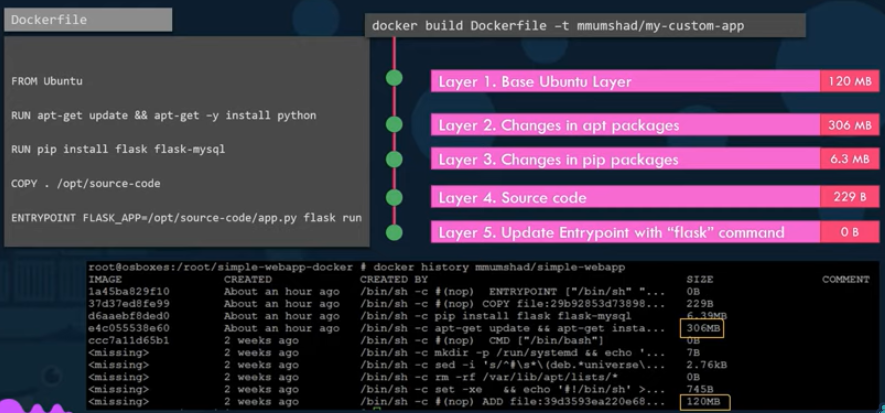 Dockerfile
docker build Dockerfile –t mmumshad/my-custom-app
FROM Ubuntu
RUN apt-get update && apt-get –y install python
RUN pip install flask flask-mysql
COPY . /opt/source-code
ENTRYPOINT FLASK_APP=/opt/source-code/app.py flask run
Layer 1. Base Ubuntu Layer 120 MB
Layer 2. Changes in apt packages 306 MB
Layer 3. Changes in pip packages 6.3 MB
Layer 4. Source code 229 B
Layer 5. Update Entrypoint with “flask” command 0 B
root@osboxes:/root/simple-webapp-docker # docker history mmumshad/simple-webapp
IMAGE CREATED CREATED BY SIZE COMMENT
1a45ba829f10 About an hour ago /bin/sh -c #(nop) ENTRYPOINT ["/bin/sh" "... 0B
37d37ed8fe99 About an hour ago /bin/sh -c #(nop) COPY file:29b92853d73898... 229B
d6aaebf8ded0 About an hour ago /bin/sh -c pip install flask flask-mysql 6.39MB
e4c055538e60 About an hour ago /bin/sh -c apt-get update && apt-get insta... 306MB
ccc7a11d65b1 2 weeks ago /bin/sh -c #(nop) CMD ["/bin/bash"] 0B
<missing> 2 weeks ago /bin/sh -c mkdir -p /run/systemd && echo '... 7B
<missing> 2 weeks ago /bin/sh -c sed -i 's/^#\s*\(deb.*universe\... 2.76kB
<missing> 2 weeks ago /bin/sh -c rm -rf /var/lib/apt/lists/* 0B
<missing> 2 weeks ago /bin/sh -c set -xe && echo '#!/bin/sh' >... 745B
<missing> 2 weeks ago /bin/sh -c #(nop) ADD file:39d3593ea220e68... 120MB